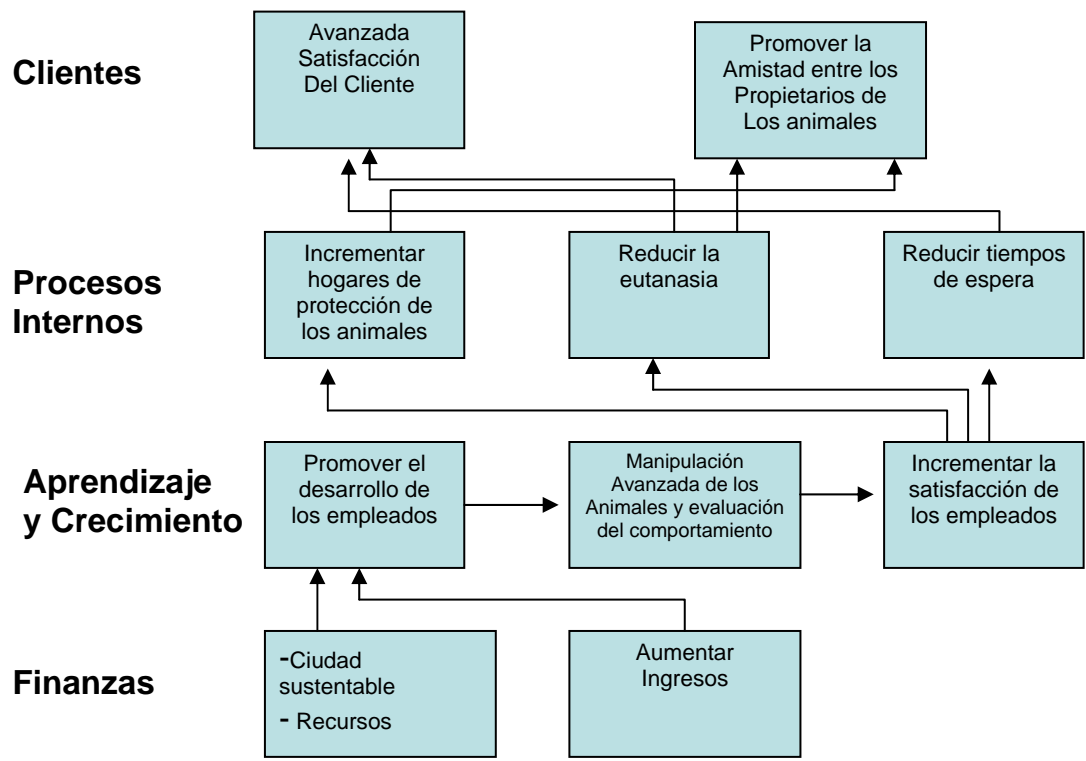 Clientes
Avanzada
Satisfacción
Del Cliente
Promover la
Amistad entre los
Propietarios de
Los animales
Procesos
Internos
Incrementar
hogares de
protección de
los animales
Reducir la
eutanasia
Reducir tiempos
de espera
Aprendizaje
y Crecimiento
Promover el
desarrollo de
los empleados
Manipulación
Avanzada de los
Animales y evaluación
del comportamiento
Incrementar la
satisfacción de
los empleados
Finanzas
-Ciudad
sustentable
- Recursos
Aumentar
Ingresos